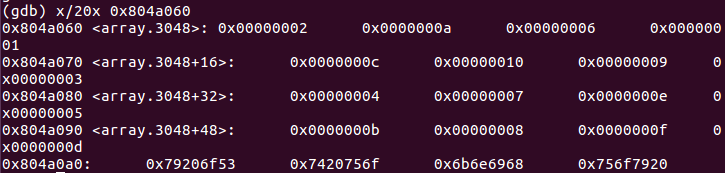 (gdb) x/20x 0x804a060
0x804a060 <array.3048>: 0x00000002 0x0000000a 0x00000006 0x000000
01
0x804a070 <array.3048+16>: 0x0000000c 0x00000010 0x00000009 0
x00000003
0x804a080 <array.3048+32>: 0x00000004 0x00000007 0x0000000e 0
x00000005
0x804a090 <array.3048+48>: 0x0000000b 0x00000008 0x0000000f 0
x0000000d
0x804a0a0: 0x79206f53 0x7420756f 0x6b6e6968 0x756f7920